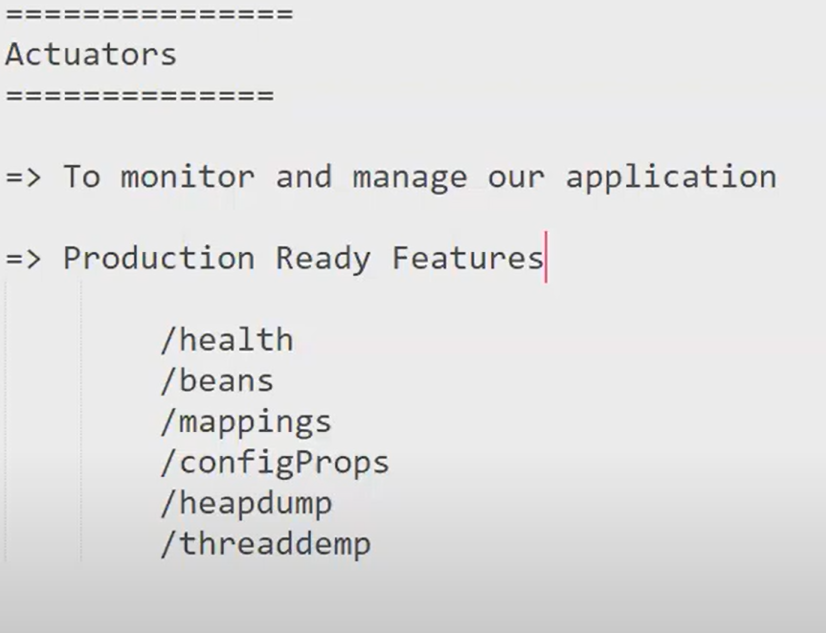 ===============
Actuators
==============
=> To monitor and manage our application
=> Production Ready Features
/health
/beans
/mappings
/configProps
/heapdump
/threaddemp